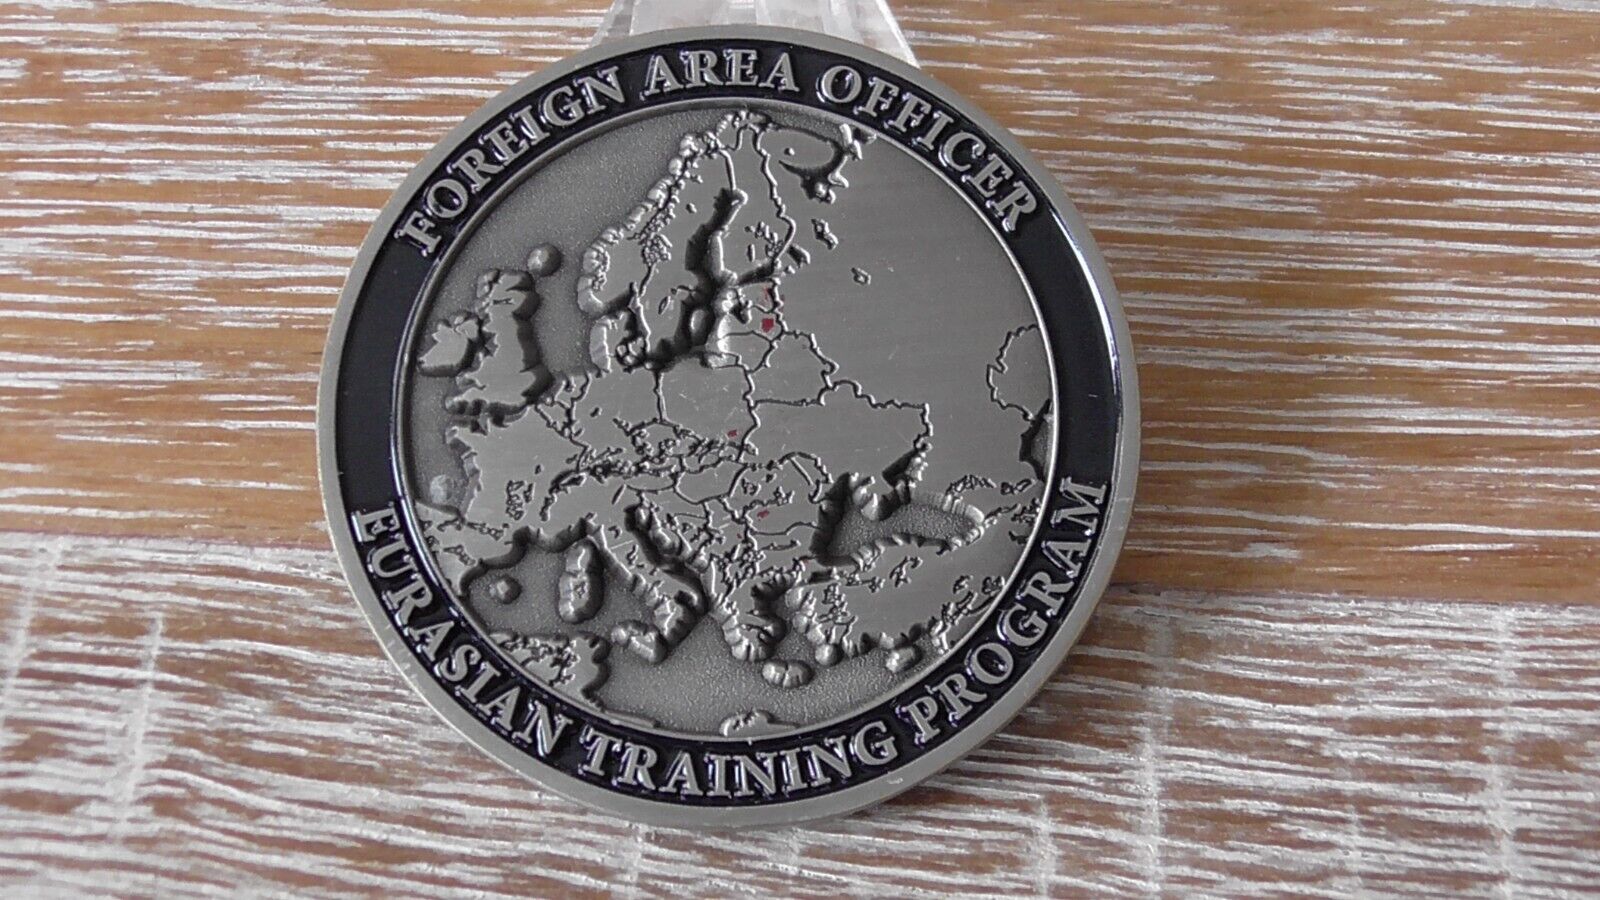 FOREIGN AREA OFFICER
EURASIAN TRAINING PROGRAM